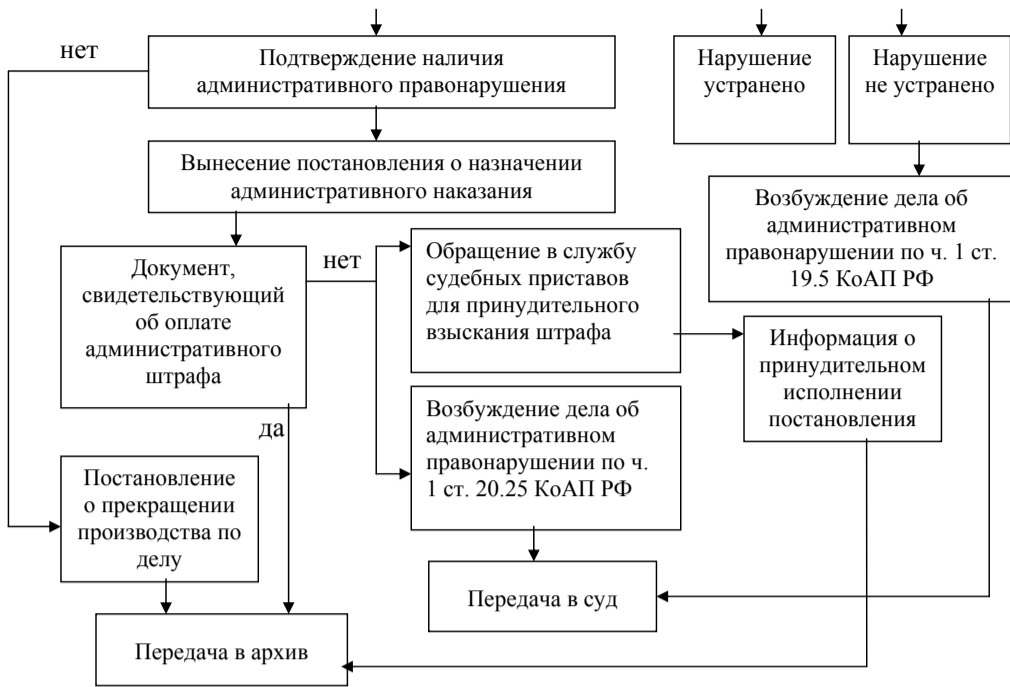 нет
Подтверждение наличия
административного правонарушения
Нарушение
устранено
Нарушение
не устранено
Вынесение постановления о назначении
административного наказания
Возбуждение дела об
административном
правонарушении по ч. 1 ст.
19.5 КоАП РФ
Документ,
свидетельствующий
об оплате
административного
штрафа
нет
Обращение в службу
судебных приставов
для принудительного
взыскания штрафа
Информация о
принудительном
исполнении
постановления
да
Возбуждение дела об
административном
правонарушении по ч.
1 ст. 20.25 КоАП РФ
Постановление
о прекращении
производства по
делу
Передача в суд
Передача в архив